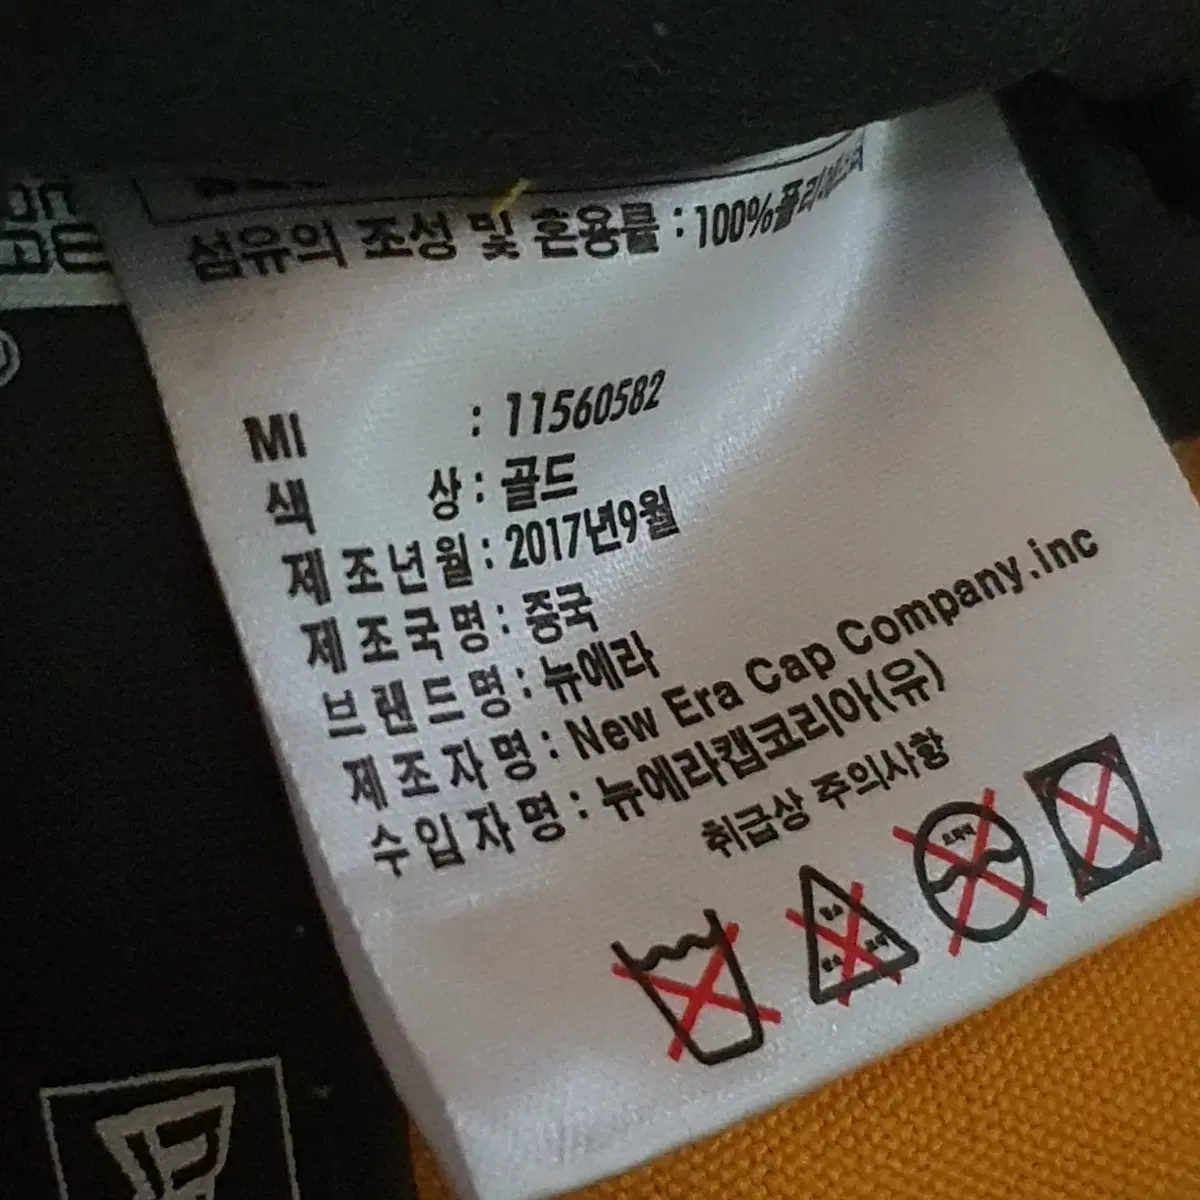 섬유의 조성 및 혼용률 : 100%폴리에스터
MI : 11560582
색 상 : 골드
제조년월 : 2017년9월
제조국명 : 중국
브랜드명 : 뉴에라
제조자명 : New Era Cap Company.inc
수입자명 : 뉴에라캡코리아(유)
취급상 주의사항